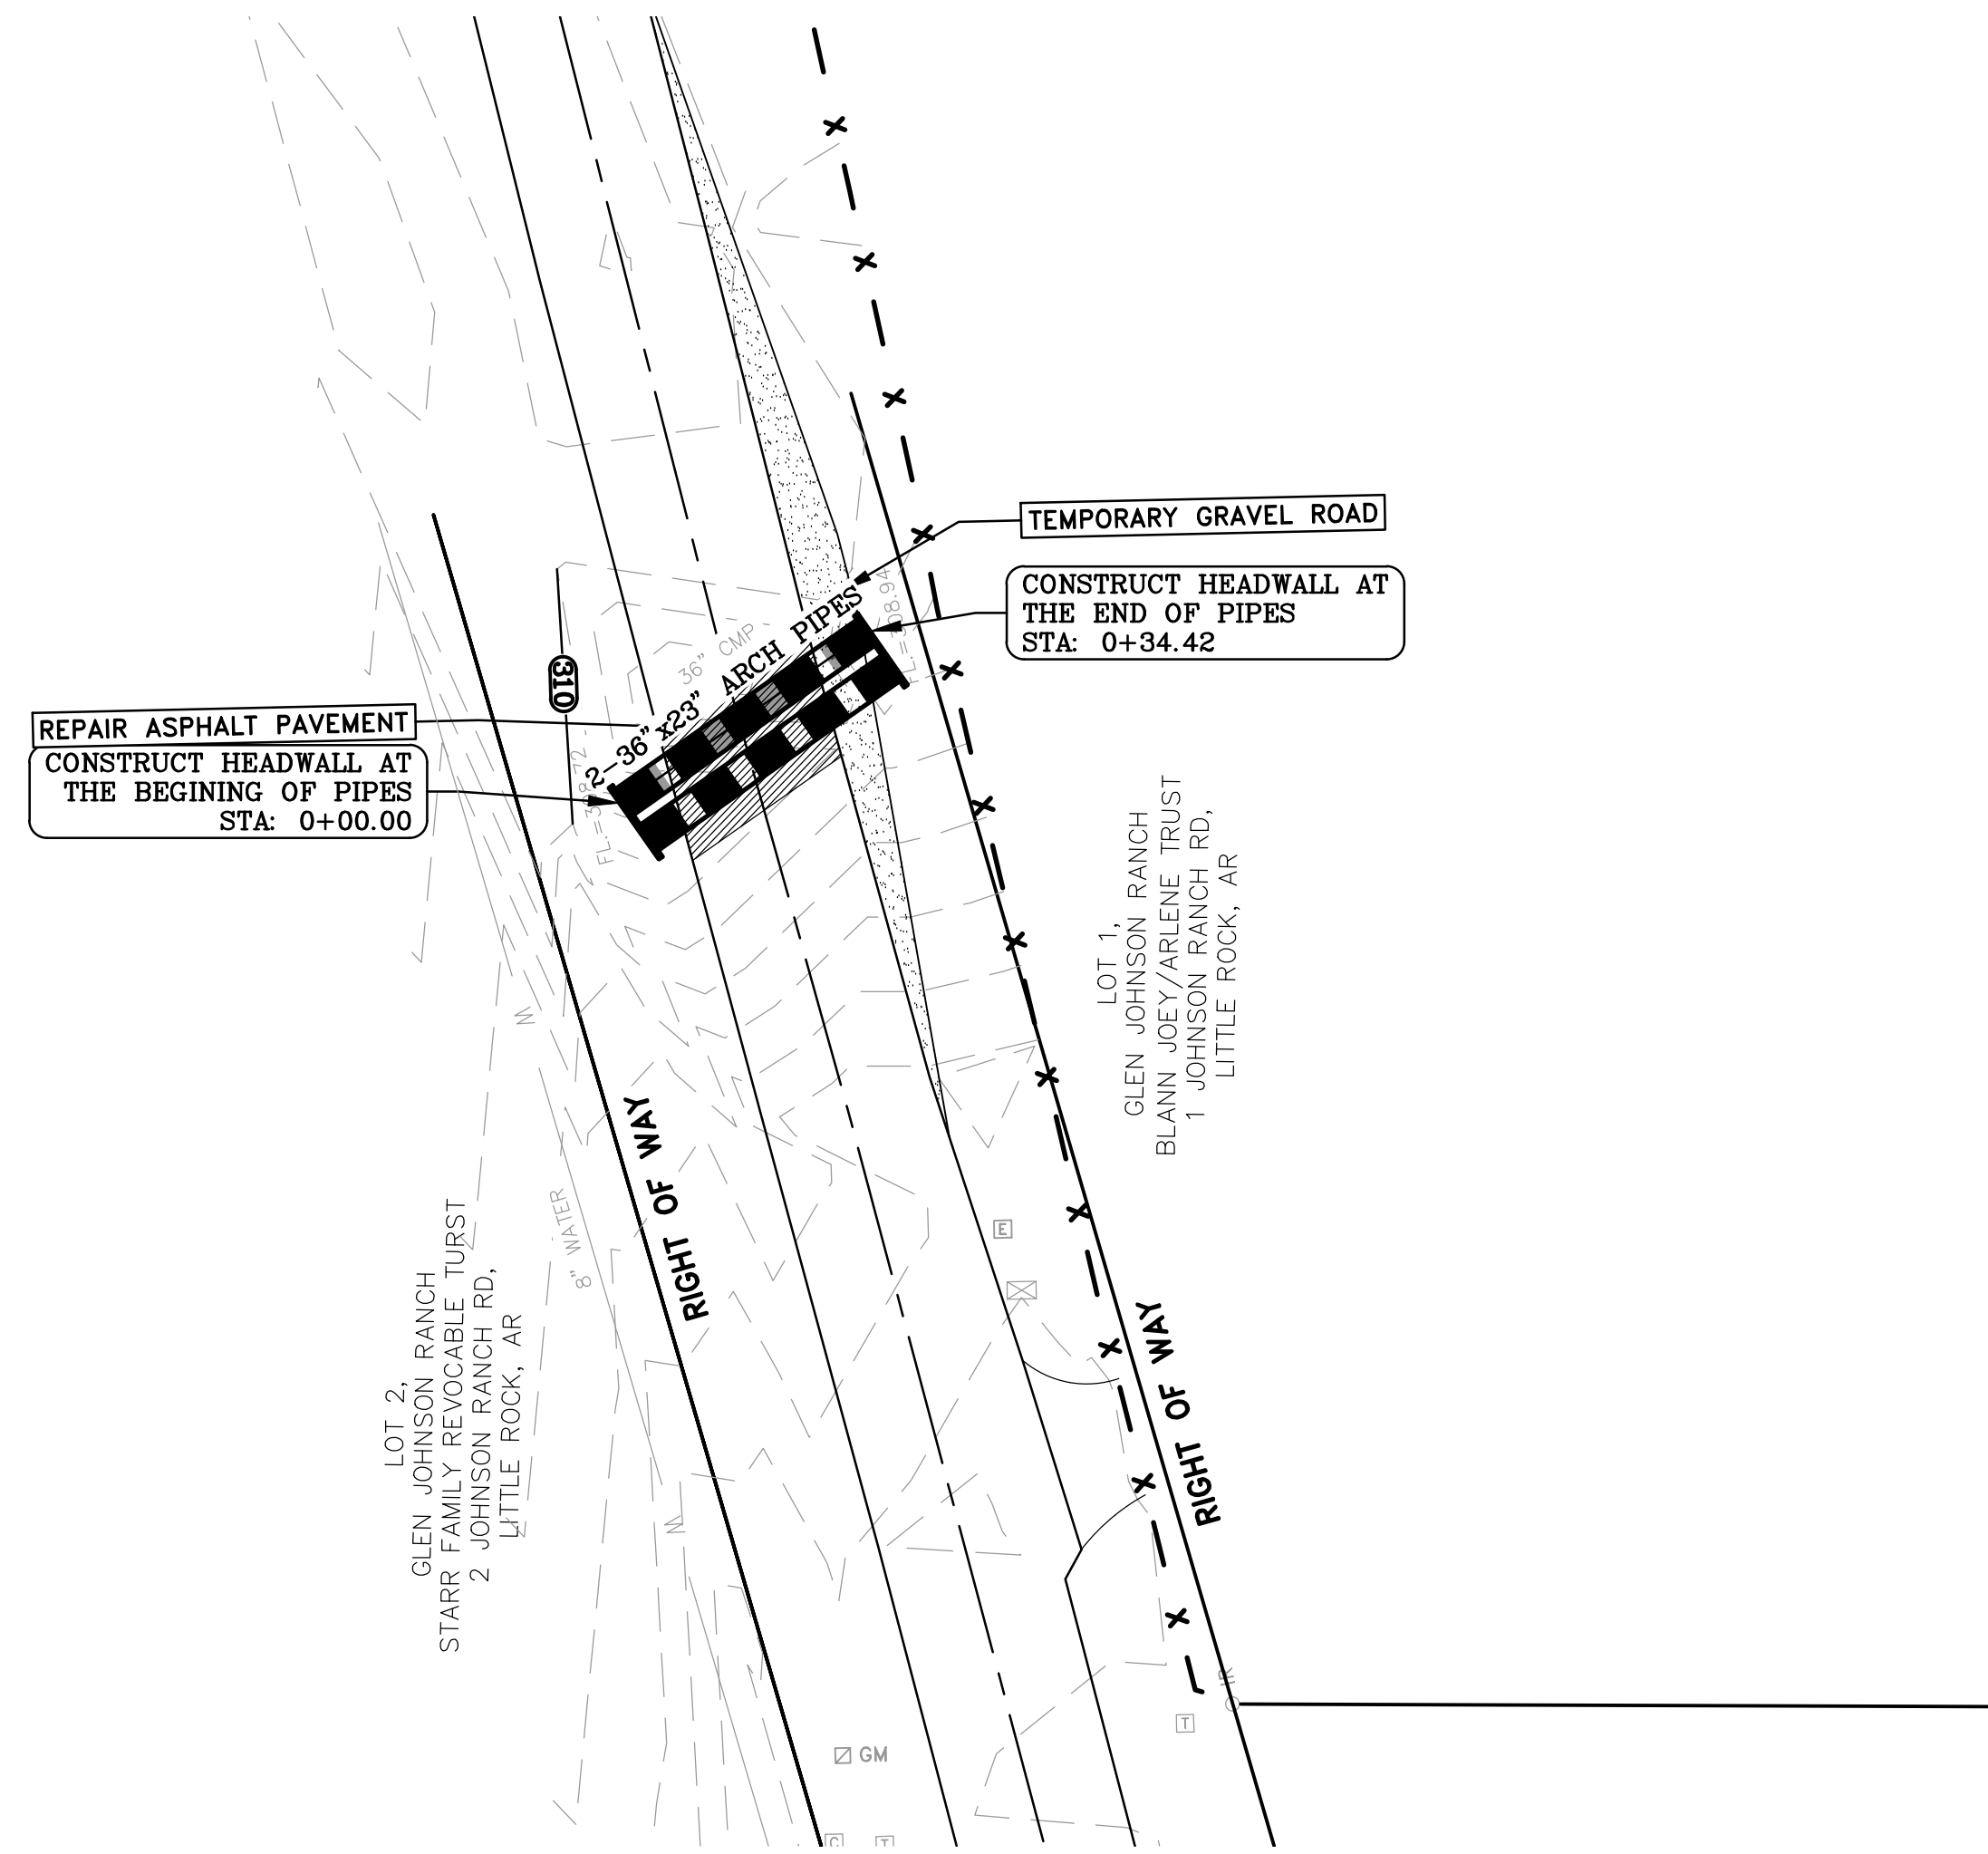 TEMPORARY GRAVEL ROAD
CONSTRUCT HEADWALL AT
THE END OF PIPES
STA: 0+34.42
2-36"x23" ARCH PIPES
36" CMP
310
REPAIR ASPHALT PAVEMENT
CONSTRUCT HEADWALL AT
THE BEGINING OF PIPES
STA: 0+00.00
LOT 1,
GLEN JOHNSON RANCH
BLANN JOEY/ARLENE TRUST
1 JOHNSON RANCH RD,
LITTLE ROCK, AR
W
RIGHT OF WAY
8" WATER
E
LOT 2,
GLEN JOHNSON RANCH
STARR FAMILY REVOCABLE TURST
2 JOHNSON RANCH RD,
LITTLE ROCK, AR
RIGHT OF WAY
W
T
GM
C
T